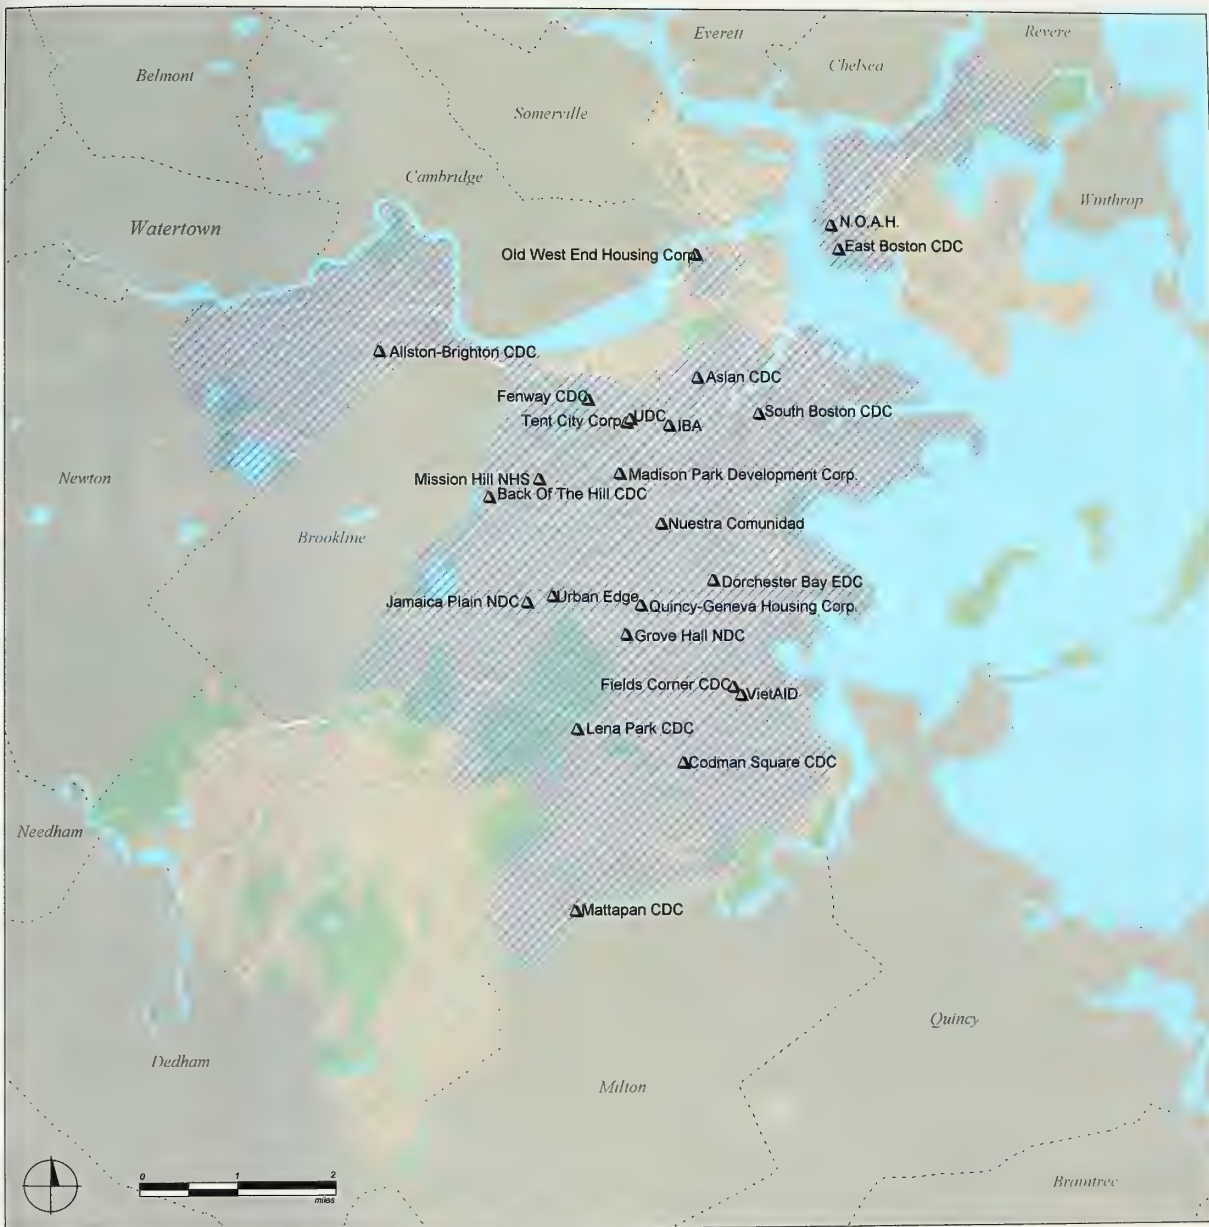 Everett
Revere
Belmont
Chelsea
Somerville
Cambridge
Winthrop
Watertown
N.O.A.H.
East Boston CDC
Old West End Housing Corp
Allston-Brighton CDC
Asian CDC
Fenway CDC
South Boston CDC
UDC
Tent City Corp
IBA
Madison Park Development Corp.
Mission Hill NHS
Newton
Back Of The Hill CDC
Nuestra Comunidad
Brookline
Dorchester Bay EDC
Urban Edge
Jamaica Plain NDC
Quincy-Geneva Housing Corp.
Grove Hall NDC
Fields Corner CDC
VietAID
Lena Park CDC
Codman Square CDC
Needham
Mattapan CDC
Quincy
Dedham
Milton
0 1 2
miles
Braintree